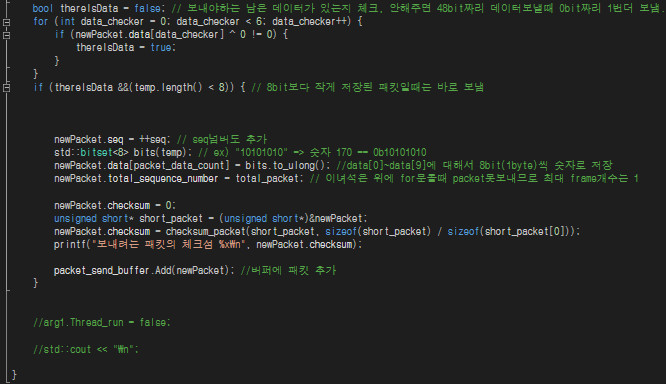 bool thereIsData = false; // 보내야하는 남은 데이터가 있는지 체크, 안해주면 48bit짜리 데이터보낼때 0bit짜리 1번더 보냄.
for (int data_checker = 0; data_checker < 6; data_checker++) {
if (newPacket.data[data_checker] ^ 0 != 0) {
thereIsData = true;
}
}
if (thereIsData &&(temp.length() < 8)) { // 8bit보다 작게 저장된 패킷일때는 바로 보냄
newPacket.seq = ++seq; // seq넘버도 추가
std::bitset<8> bits(temp); // ex) "10101010" => 숫자 170 == 0b10101010
newPacket.data[packet_data_count] = bits.to_ulong(); //data[0]~data[9]에 대해서 8bit(1byte)씩 숫자로 저장
newPacket.total_sequence_number = total_packet; // 이녀석은 위에 for문돌때 packet못보내므로 최대 frame개수는 1
newPacket.checksum = 0;
unsigned short* short_packet = (unsigned short*)&newPacket;
newPacket.checksum = checksum_packet(short_packet, sizeof(short_packet) / sizeof(short_packet[0]));
printf("보내려는 패킷의 체크섬 %x₩n", newPacket.checksum);
packet_send_buffer.Add(newPacket); //버퍼에 패킷 추가
}
//arg1.Thread_run = false;
//std::cout << "₩n";
}